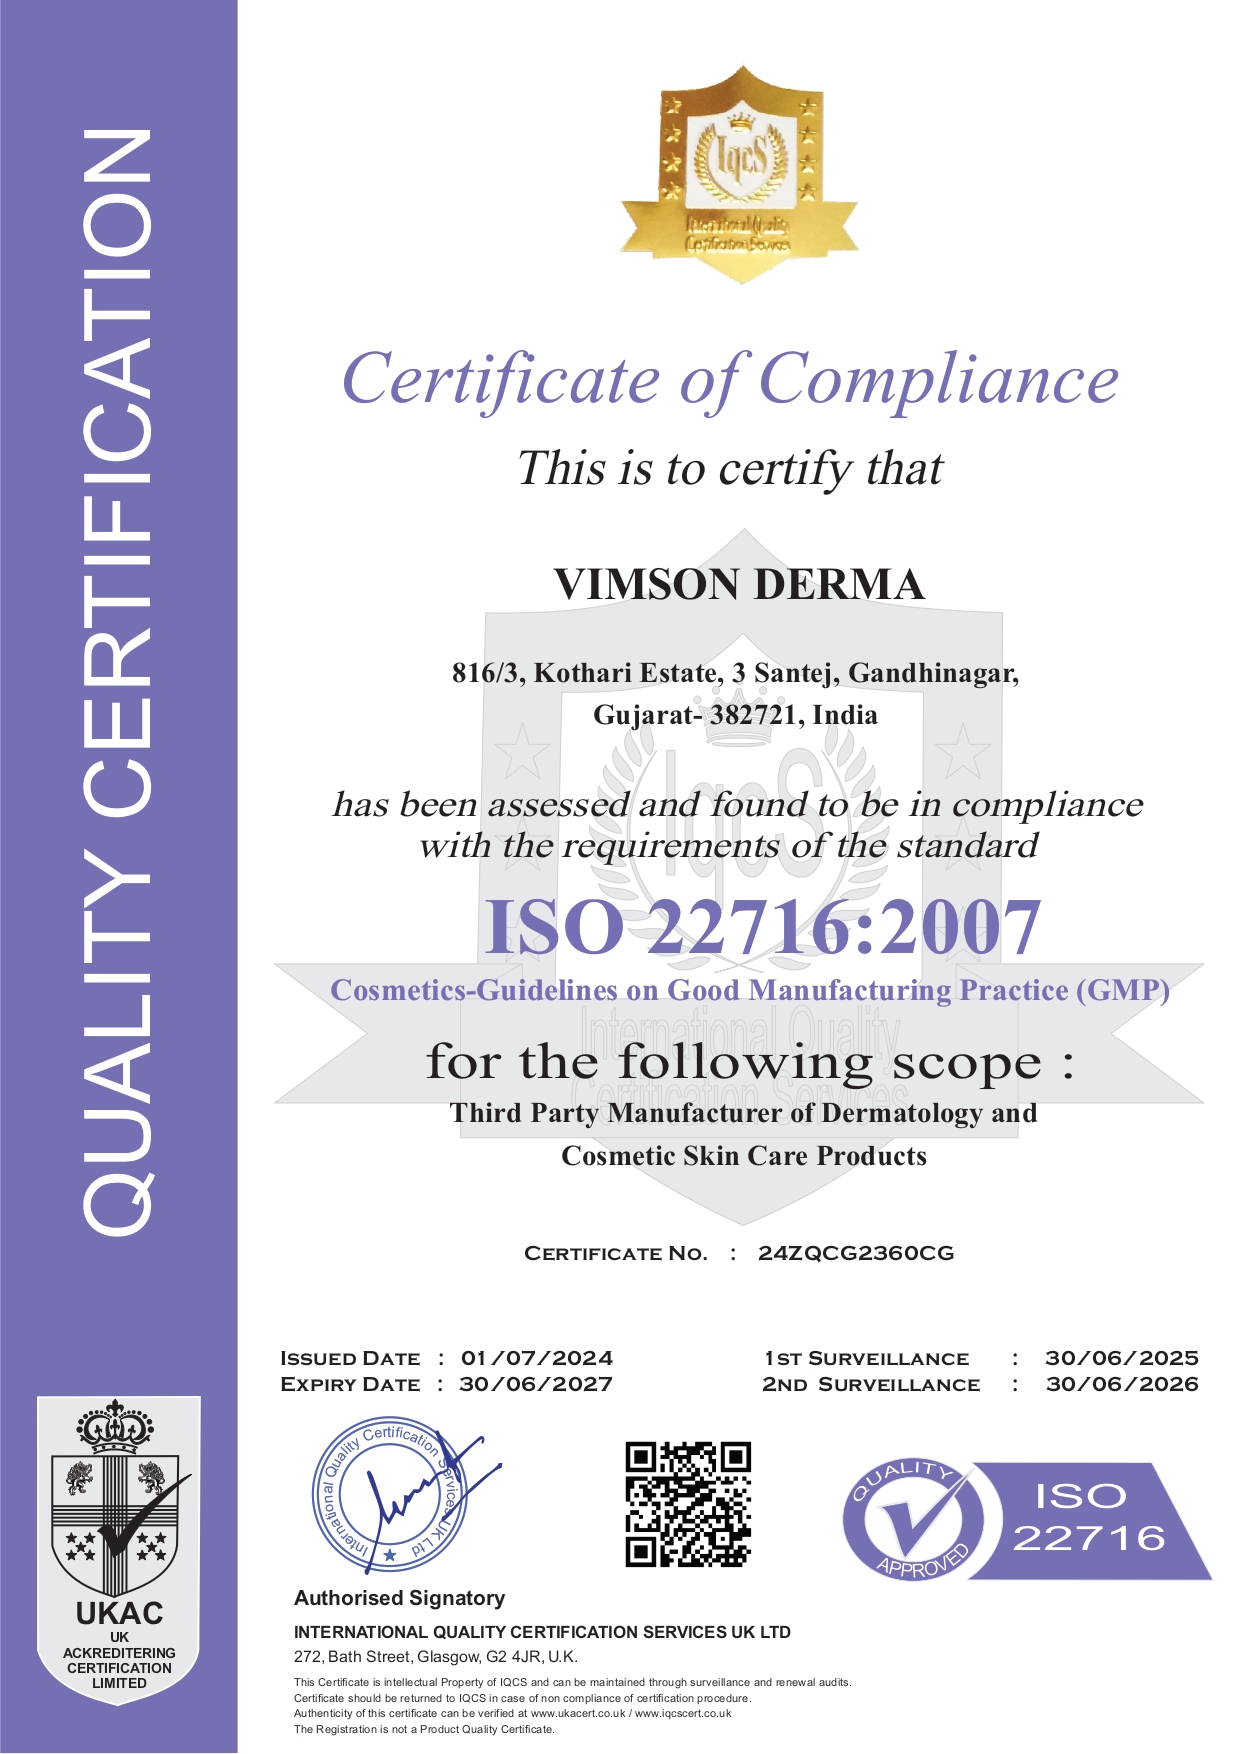 QUALITY CERTIFICATION
IqcS
International Quality
Certification Services
Certificate of Compliance
This is to certify that
VIMSON DERMA
816/3, Kothari Estate, 3 Santej, Gandhinagar,
Gujarat- 382721, India
has been assessed and found to be in compliance
with the requirements of the standard
IqcS
ISO 22716:2007
Cosmetics-Guidelines on Good Manufacturing Practice (GMP)
International Quality
Certification Services
for the following scope :
Third Party Manufacturer of Dermatology and
Cosmetic Skin Care Products
Certificate No. : 24ZQCG2360CG
Issued Date : 01/07/2024
Expiry Date : 30/06/2027
1st Surveillance : 30/06/2025
2nd Surveillance : 30/06/2026
International Quality Certification Services UK Ltd
QUALITY
APPROVED
ISO
22716
UKAC
UK
ACKREDITERING
CERTIFICATION
LIMITED
Authorised Signatory
INTERNATIONAL QUALITY CERTIFICATION SERVICES UK LTD
272, Bath Street, Glasgow, G2 4JR, U.K.
This Certificate is intellectual Property of IQCS and can be maintained through surveillance and renewal audits.
Certificate should be returned to IQCS in case of non compliance of certification procedure.
Authenticity of this certificate can be verified at www.ukacert.co.uk / www.iqcscert.co.uk
The Registration is not a Product Quality Certificate.